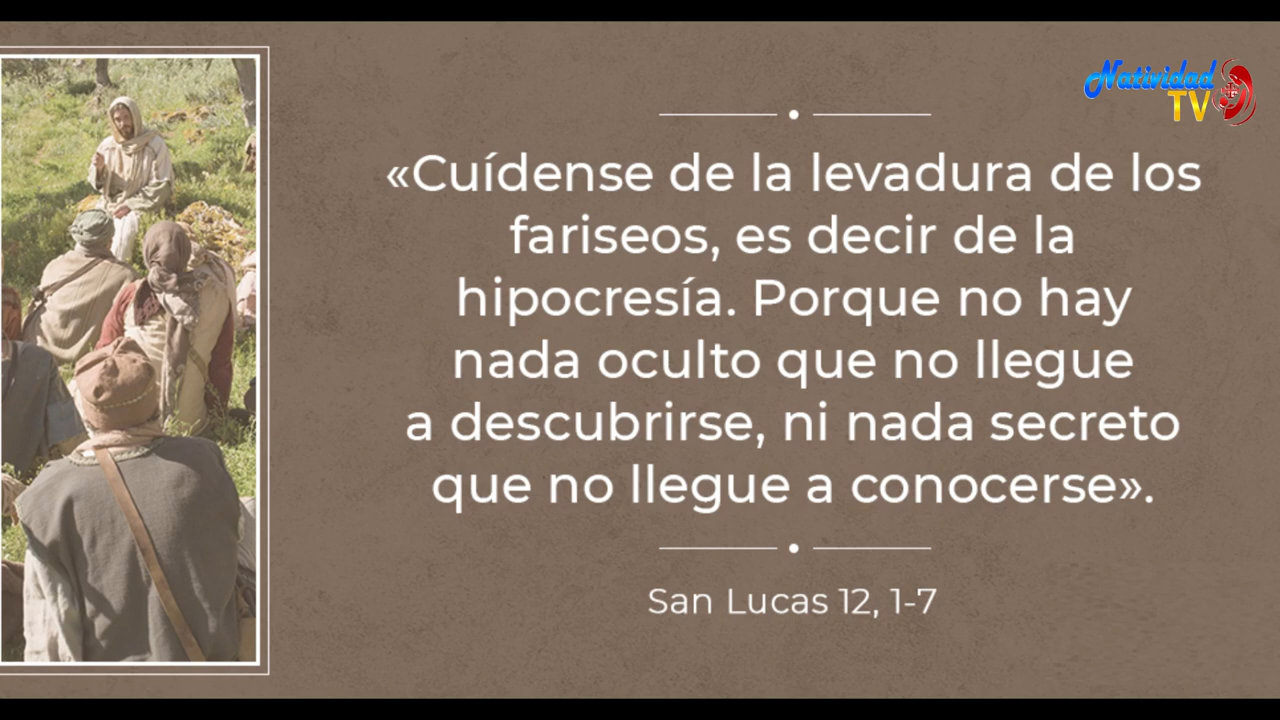 Natividad
TV
«Cuídense de la levadura de los
fariseos, es decir de la
hipocresía. Porque no hay
nada oculto que no llegue
a descubrirse, ni nada secreto
que no llegue a conocerse».
San Lucas 12, 1-7